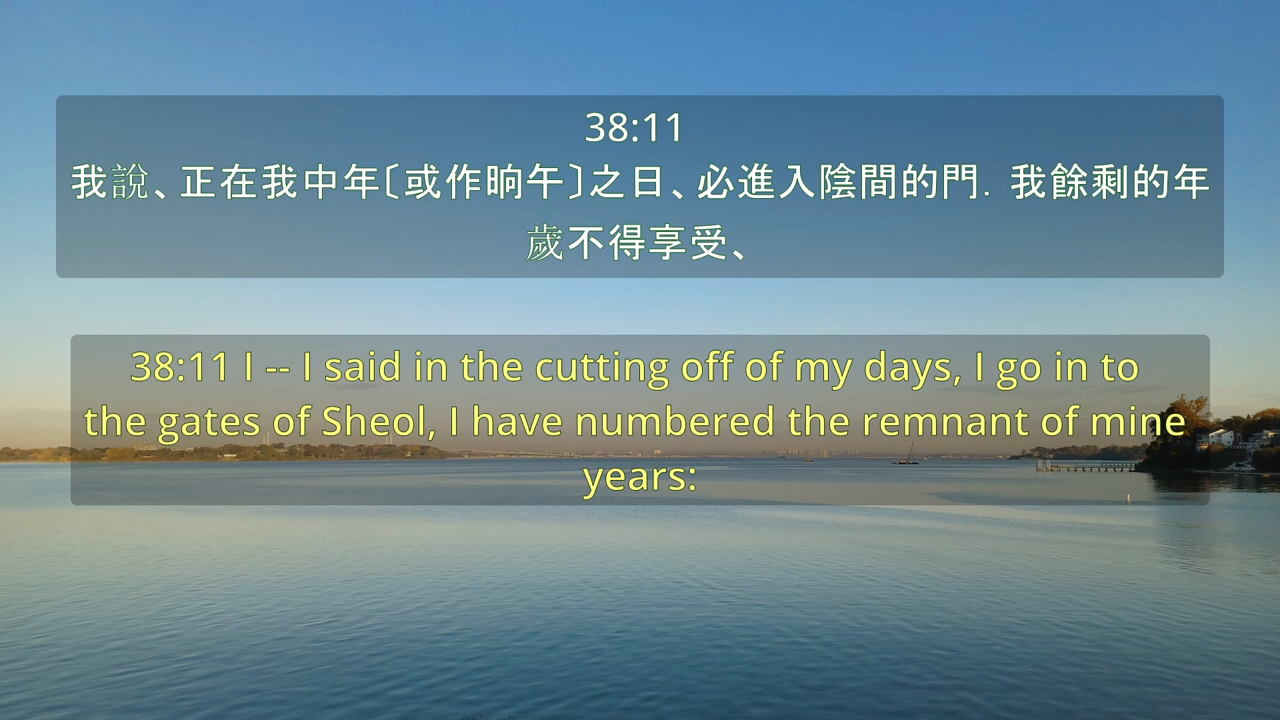 38:11
我說、正在我中年〔或作晌午〕之日、必進入陰間的門．我餘剩的年
歲不得享受、
38:11 I -- I said in the cutting off of my days, I go in to
the gates of Sheol, I have numbered the remnant of mine
years: